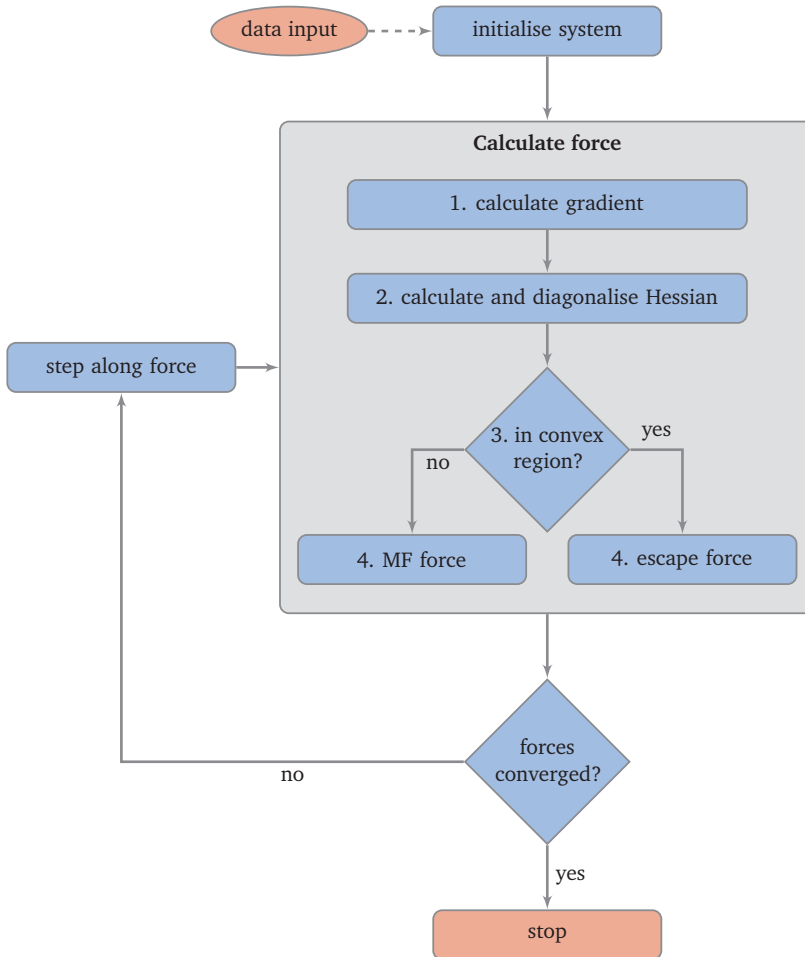 data input
initialise system
Calculate force
1. calculate gradient
2. calculate and diagonalise Hessian
step along force
3. in convex
region?
no
yes
4. MF force
4. escape force
forces
converged?
no
yes
stop